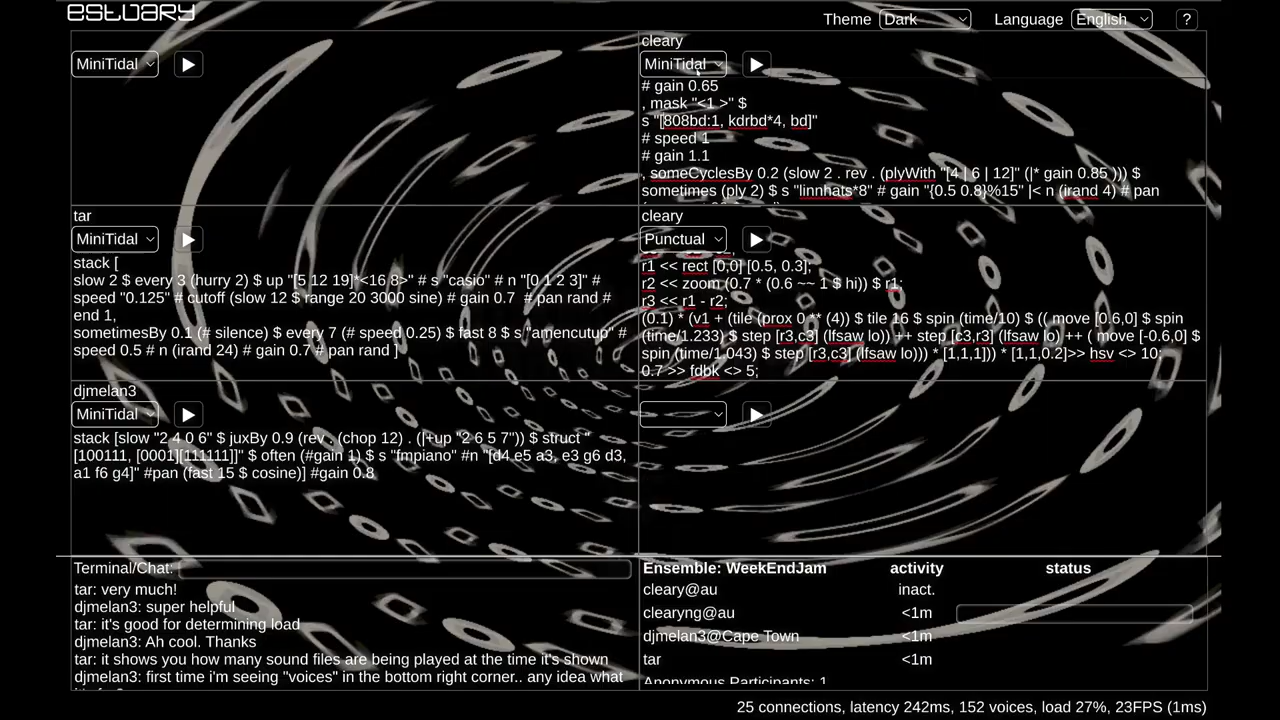 estuary
Theme Dark Language English ?
MiniTidal
cleary
MiniTidal
# gain 0.65
, mask "<1 >" $
s "[808bd:1, kdrbd*4, bd]"
# speed 1
# gain 1.1
, someCyclesBy 0.2 (slow 2 . rev . (plyWith "[4 | 6 | 12]" (|* gain 0.85 ))) $
sometimes (ply 2) $ s "linnhats*8" # gain "{0.5 0.8}%15" |< n (irand 4) # pan
tar
MiniTidal
stack [
slow 2 $ every 3 (hurry 2) $ up "[5 12 19]*<16 8>" # s "casio" # n "[0 1 2 3]" #
speed "0.125" # cutoff (slow 12 $ range 20 3000 sine) # gain 0.7 # pan rand #
end 1,
sometimesBy 0.1 (# silence) $ every 7 (# speed 0.25) $ fast 8 $ s "amencutup" #
speed 0.5 # n (irand 24) # gain 0.7 # pan rand ]
cleary
Punctual
r1 << rect [0,0] [0.5, 0.3];
r2 << zoom (0.7 * (0.6 ~~ 1 $ hi)) $ r1;
r3 << r1 - r2;
(0.1) * (v1 + (tile (prox 0 ** (4)) $ tile 16 $ spin (time/10) $ (( move [0.6,0] $ spin
(time/1.233) $ step [r3,c3] (lfsaw lo)) ++ step [c3,r3] (lfsaw lo) ++ ( move [-0.6,0] $
spin (time/1.043) $ step [r3,c3] (lfsaw lo))) * [1,1,1])) * [1,1,0.2]>> hsv <> 10;
0.7 >> fdbk <> 5;
djmelan3
MiniTidal
stack [slow "2 4 0 6" $ juxBy 0.9 (rev . (chop 12) . (|+up "2 6 5 7")) $ struct "
[100111, [0001][111111]]" $ often (#gain 1) $ s "fmpiano" #n "[d4 e5 a3, e3 g6 d3,
a1 f6 g4]" #pan (fast 15 $ cosine)] #gain 0.8
Terminal/Chat:
tar: very much!
djmelan3: super helpful
tar: it's good for determining load
djmelan3: Ah cool. Thanks
tar: it shows you how many sound files are being played at the time it's shown
djmelan3: first time i'm seeing "voices" in the bottom right corner.. any idea what
Ensemble: WeekEndJam activity status
cleary@au inact.
clearyng@au <1m
djmelan3@Cape Town <1m
tar <1m
Anonymous Participants: 1
25 connections, latency 242ms, 152 voices, load 27%, 23FPS (1ms)